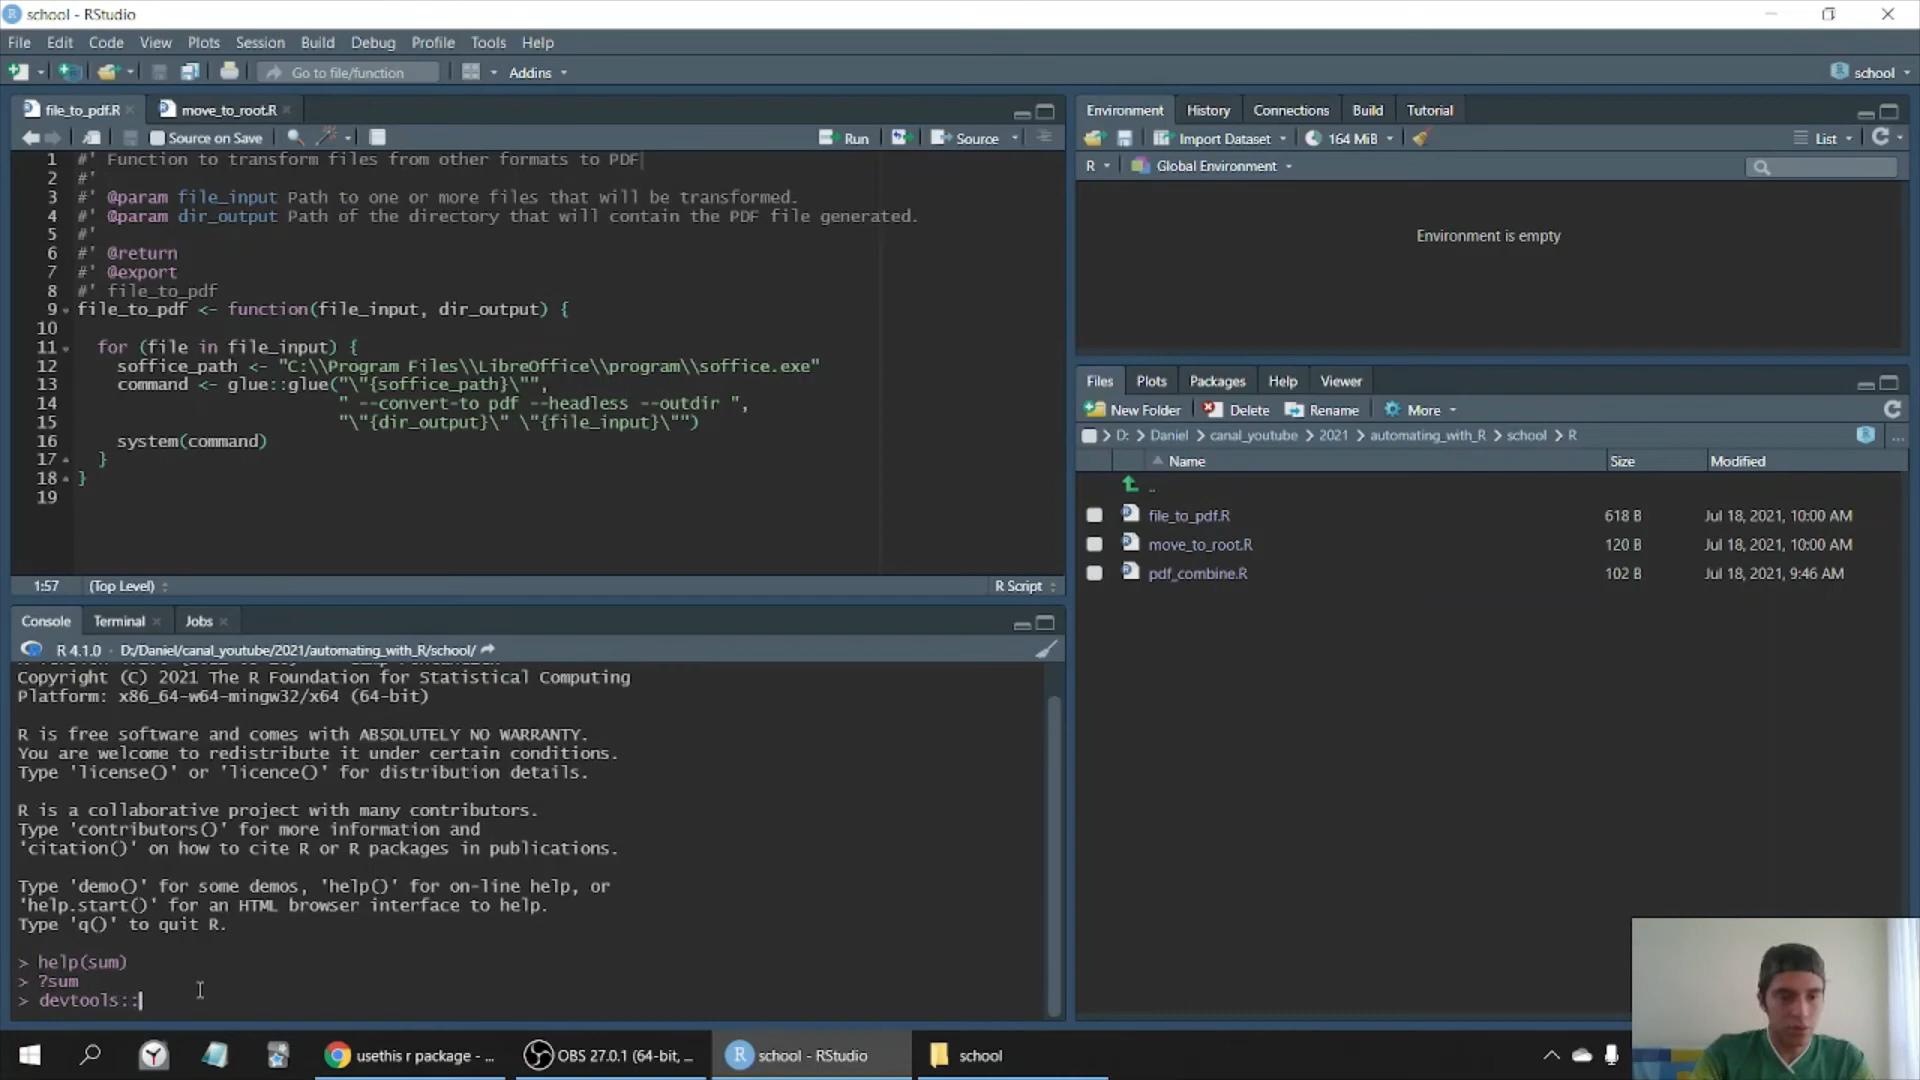 school - RStudio
File Edit Code View Plots Session Build Debug Profile Tools Help
Go to file/function Addins school
file_to_pdf.R move_to_root.R
Source on Save Run Source
1 #' Function to transform files from other formats to PDF
2 #'
3 #' @param file_input Path to one or more files that will be transformed.
4 #' @param dir_output Path of the directory that will contain the PDF file generated.
5 #'
6 #' @return
7 #' @export
8 #' file_to_pdf
9 file_to_pdf <- function(file_input, dir_output) {
10
11 for (file in file_input) {
12 soffice_path <- "C:\\Program Files\\LibreOffice\\program\\soffice.exe"
13 command <- glue::glue("\"{soffice_path}\"",
14 " --convert-to pdf --headless --outdir ",
15 "\"{dir_output}\" \"{file_input}\"")
16 system(command)
17 }
18 }
19
1:57 (Top Level) R Script
Console Terminal Jobs
R 4.1.0 · D:/Daniel/canal_youtube/2021/automating_with_R/school/
Copyright (C) 2021 The R Foundation for Statistical Computing
Platform: x86_64-w64-mingw32/x64 (64-bit)
R is free software and comes with ABSOLUTELY NO WARRANTY.
You are welcome to redistribute it under certain conditions.
Type 'license()' or 'licence()' for distribution details.
R is a collaborative project with many contributors.
Type 'contributors()' for more information and
'citation()' on how to cite R or R packages in publications.
Type 'demo()' for some demos, 'help()' for on-line help, or
'help.start()' for an HTML browser interface to help.
Type 'q()' to quit R.
> help(sum)
> ?sum
> devtools::
Environment History Connections Build Tutorial
Import Dataset 164 MiB List
R Global Environment
Environment is empty
Files Plots Packages Help Viewer
New Folder Delete Rename More
D: > Daniel > canal_youtube > 2021 > automating_with_R > school > R ...
Name Size Modified
..
file_to_pdf.R 618 B Jul 18, 2021, 10:00 AM
move_to_root.R 120 B Jul 18, 2021, 10:00 AM
pdf_combine.R 102 B Jul 18, 2021, 9:46 AM
usethis r package - ... OBS 27.0.1 (64-bit, ... school - RStudio school